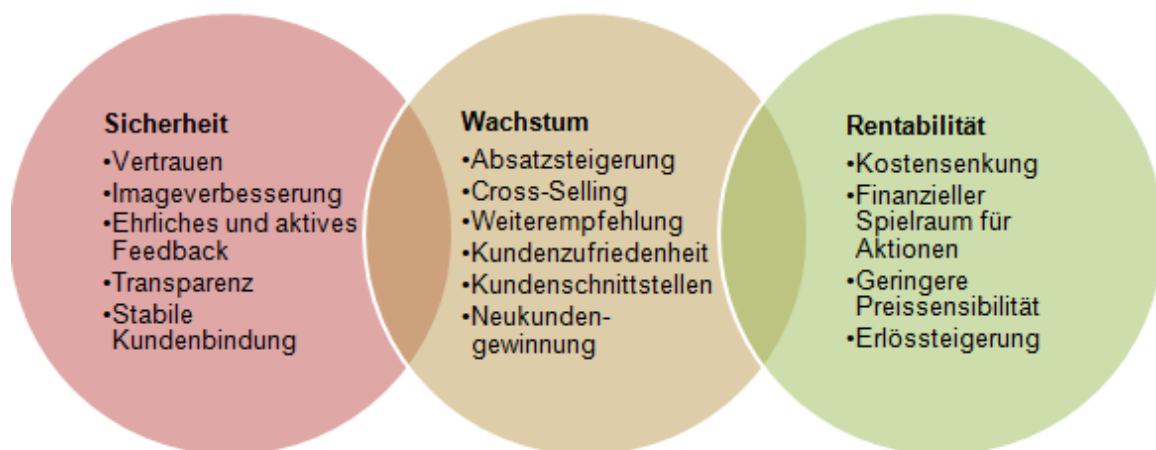 Sicherheit
•Vertrauen
•Imageverbesserung
•Ehrliches und aktives
Feedback
•Transparenz
•Stabile
Kundenbindung
Wachstum
•Absatzsteigerung
•Cross-Selling
•Weiterempfehlung
•Kundenzufriedenheit
•Kundenschnittstellen
•Neukunden-
gewinnung
Rentabilität
•Kostensenkung
•Finanzieller
Spielraum für
Aktionen
•Geringere
Preissensibilität
•Erlössteigerung